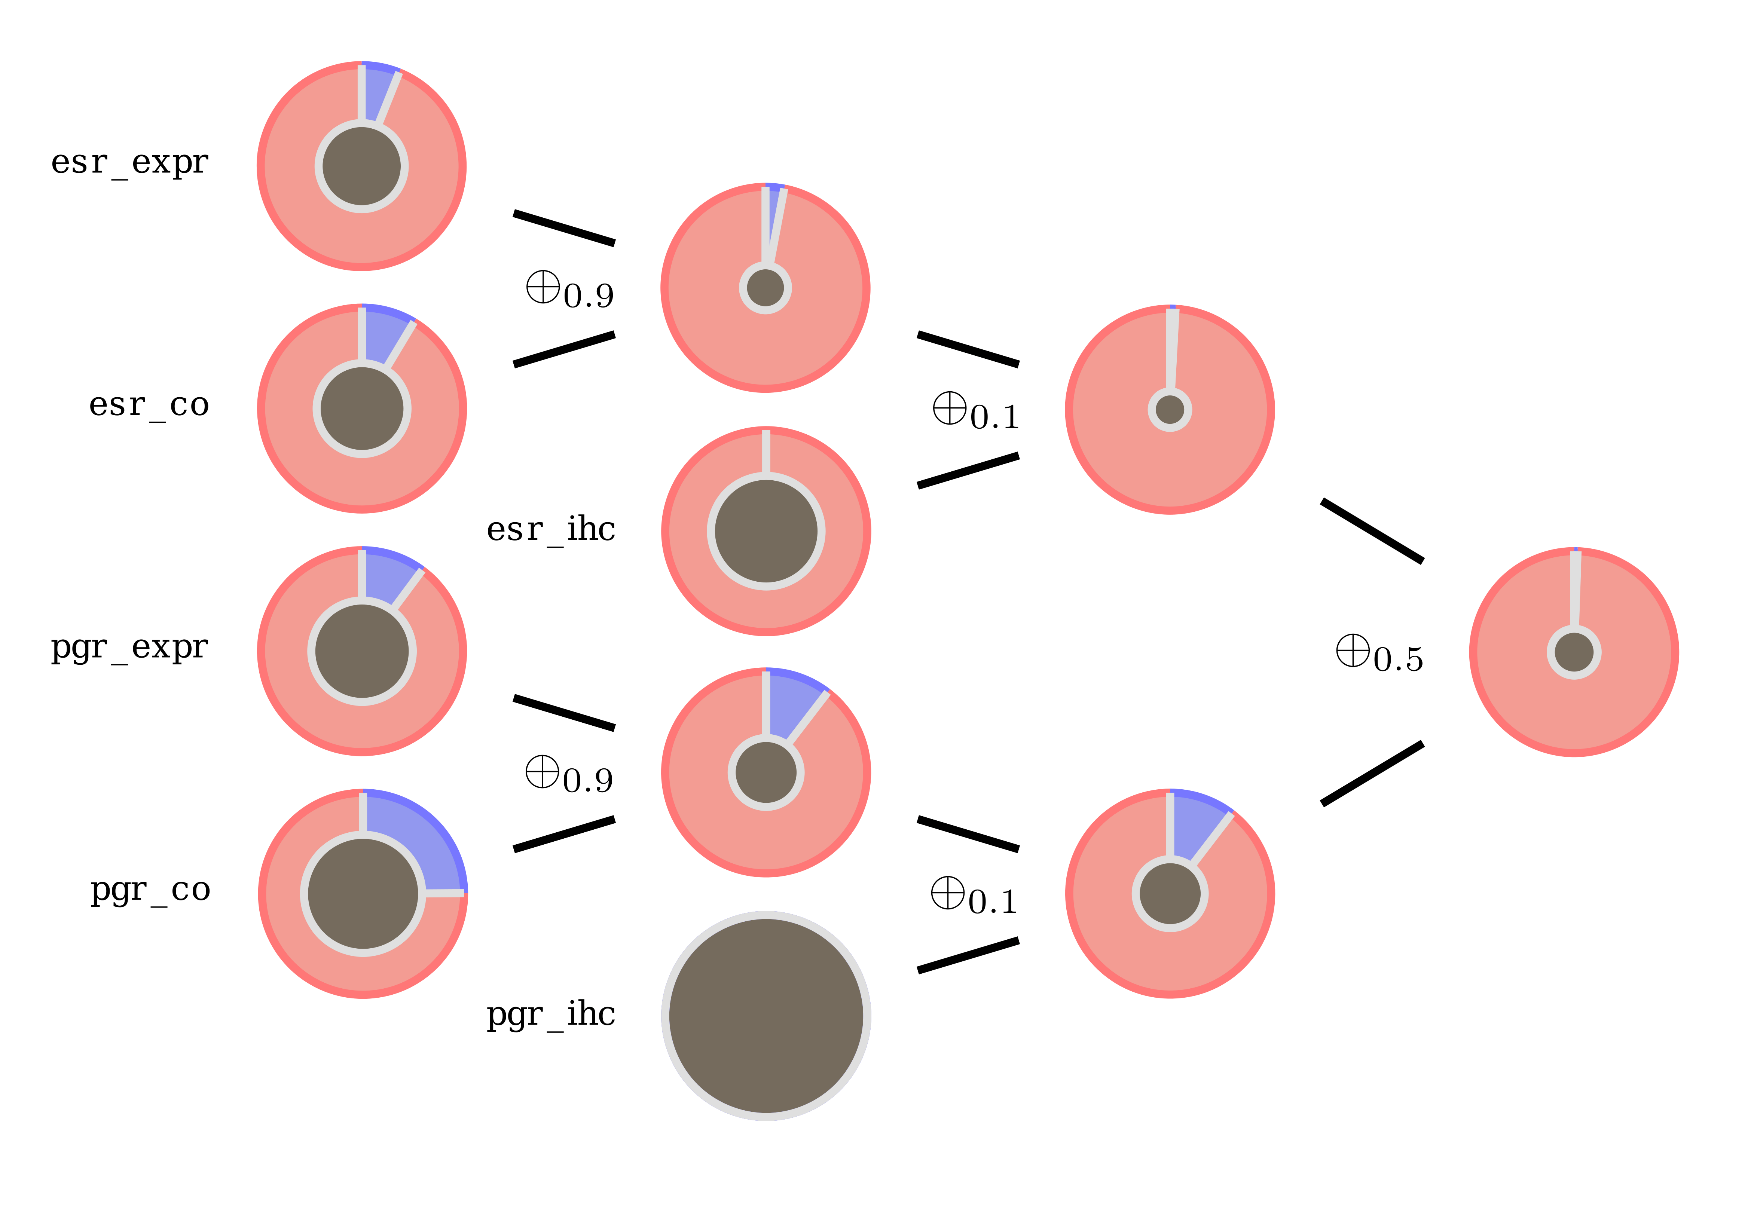 esr_expr
⊕0.9
esr_co
⊕0.1
esr_ihc
pgr_expr
⊕0.5
⊕0.9
pgr_co
⊕0.1
pgr_ihc